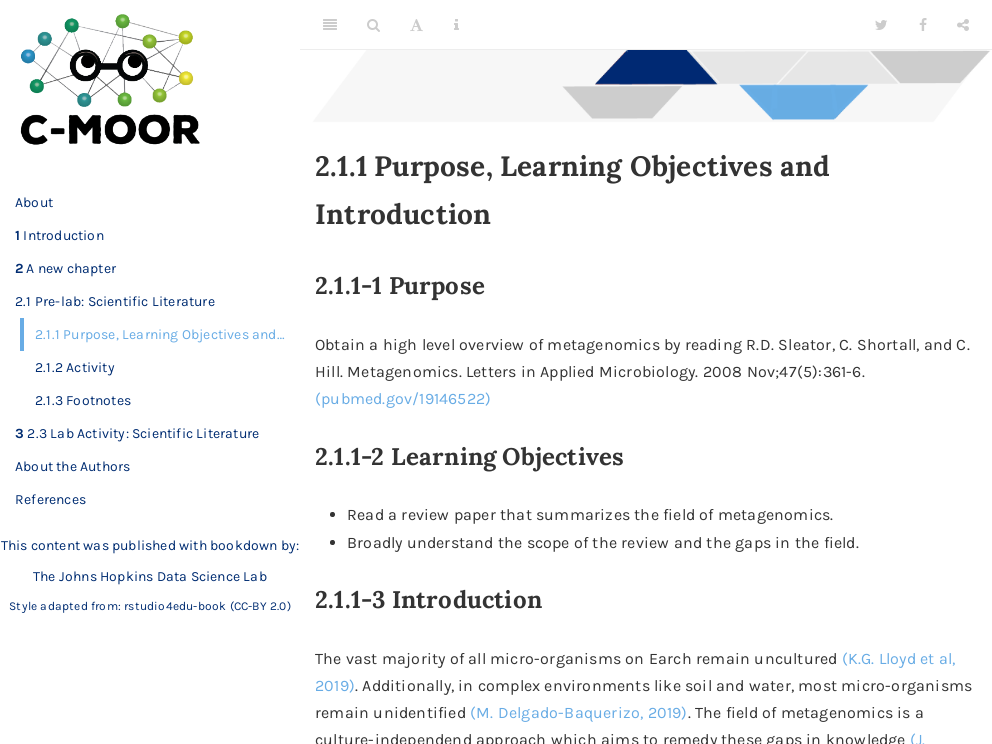 C-MOOR
About
1 Introduction
2 A new chapter
2.1 Pre-lab: Scientific Literature
2.1.1 Purpose, Learning Objectives and...
2.1.2 Activity
2.1.3 Footnotes
3 2.3 Lab Activity: Scientific Literature
About the Authors
References
This content was published with bookdown by:
The Johns Hopkins Data Science Lab
Style adapted from: rstudio4edu-book (CC-BY 2.0)
2.1.1 Purpose, Learning Objectives and
Introduction
2.1.1-1 Purpose
Obtain a high level overview of metagenomics by reading R.D. Sleator, C. Shortall, and C.
Hill. Metagenomics. Letters in Applied Microbiology. 2008 Nov;47(5):361-6.
(pubmed.gov/19146522)
2.1.1-2 Learning Objectives
• Read a review paper that summarizes the field of metagenomics.
• Broadly understand the scope of the review and the gaps in the field.
2.1.1-3 Introduction
The vast majority of all micro-organisms on Earch remain uncultured (K.G. Lloyd et al,
2019). Additionally, in complex environments like soil and water, most micro-organisms
remain unidentified (M. Delgado-Baquerizo, 2019). The field of metagenomics is a
culture-independend approach which aims to remedy these gaps in knowledge (J.